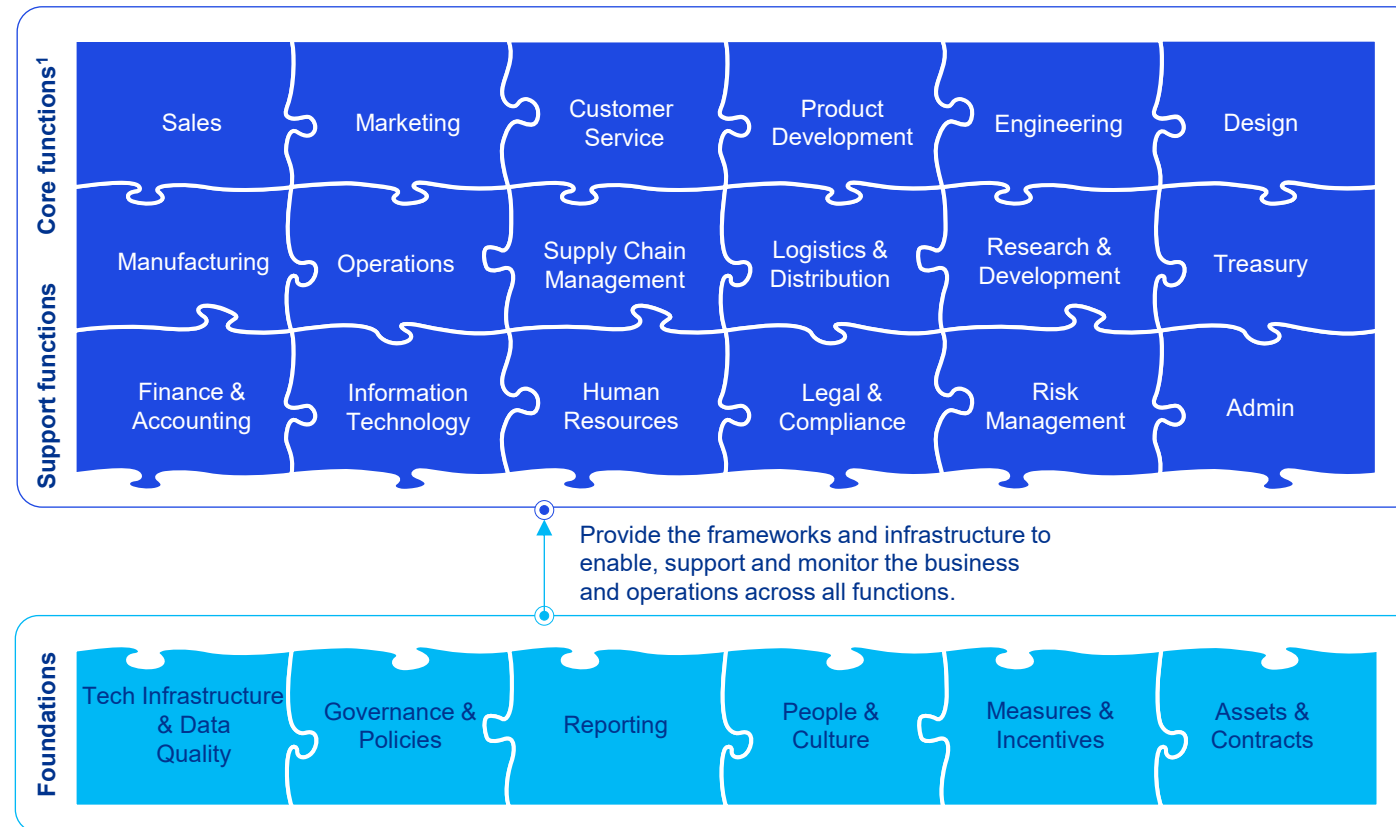 Core functions¹
Sales
Marketing
Customer
Service
Product
Development
Engineering
Design
Manufacturing
Operations
Supply Chain
Management
Logistics &
Distribution
Research &
Development
Treasury
Support functions
Finance &
Accounting
Information
Technology
Human
Resources
Legal &
Compliance
Risk
Management
Admin
Provide the frameworks and infrastructure to
enable, support and monitor the business
and operations across all functions.
Foundations
Tech Infrastructure
& Data
Quality
Governance &
Policies
Reporting
People &
Culture
Measures &
Incentives
Assets &
Contracts